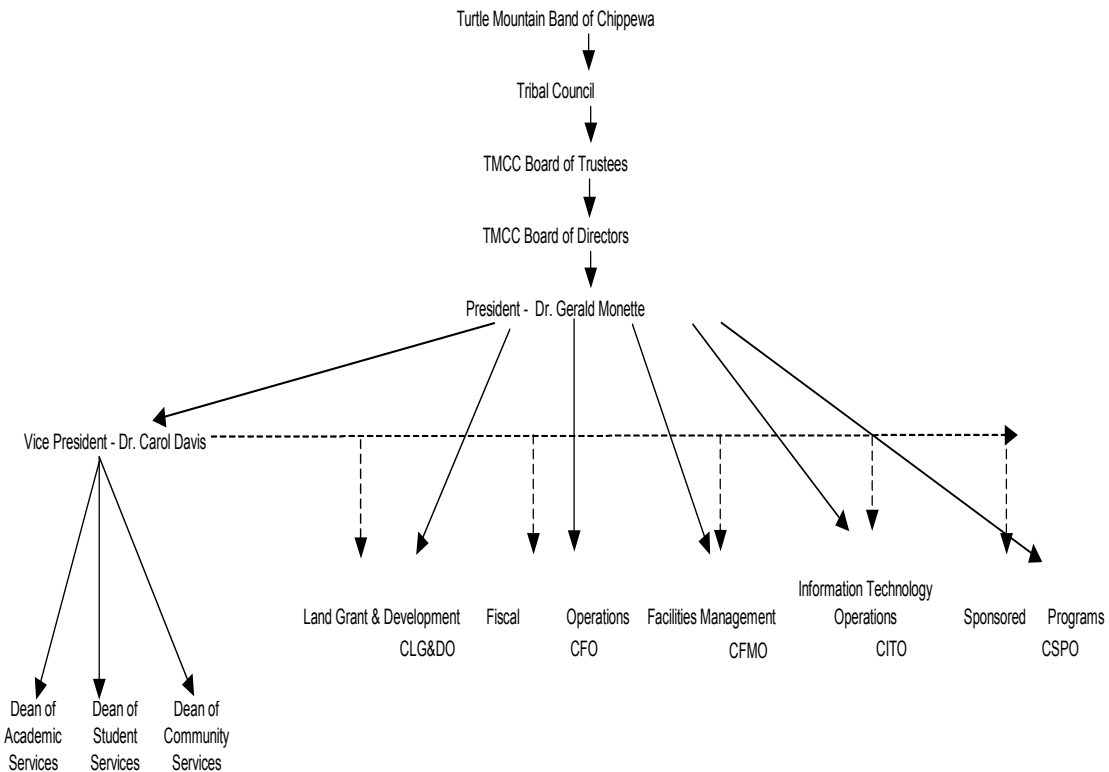 Turtle Mountain Band of Chippewa
Tribal Council
TMCC Board of Trustees
TMCC Board of Directors
President - Dr. Gerald Monette
Vice President - Dr. Carol Davis
Land Grant & Development
CLG&DO
Fiscal Operations
CFO
Facilities Management
CFMO
Information Technology
Operations
CITO
Sponsored Programs
CSPO
Dean of
Academic
Services
Dean of
Student
Services
Dean of
Community
Services